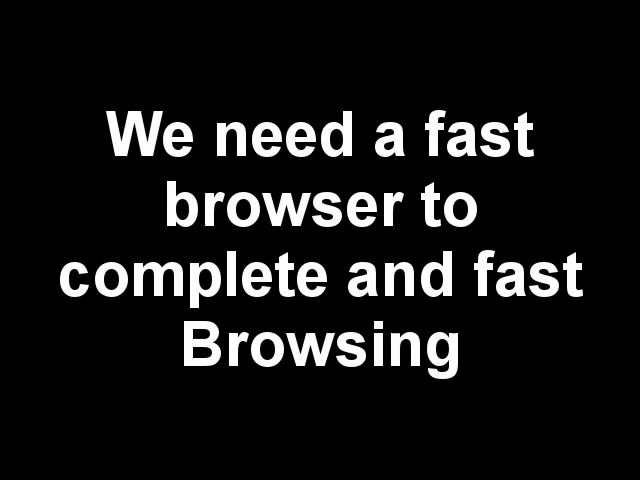 We need a fast
browser to
complete and fast
Browsing